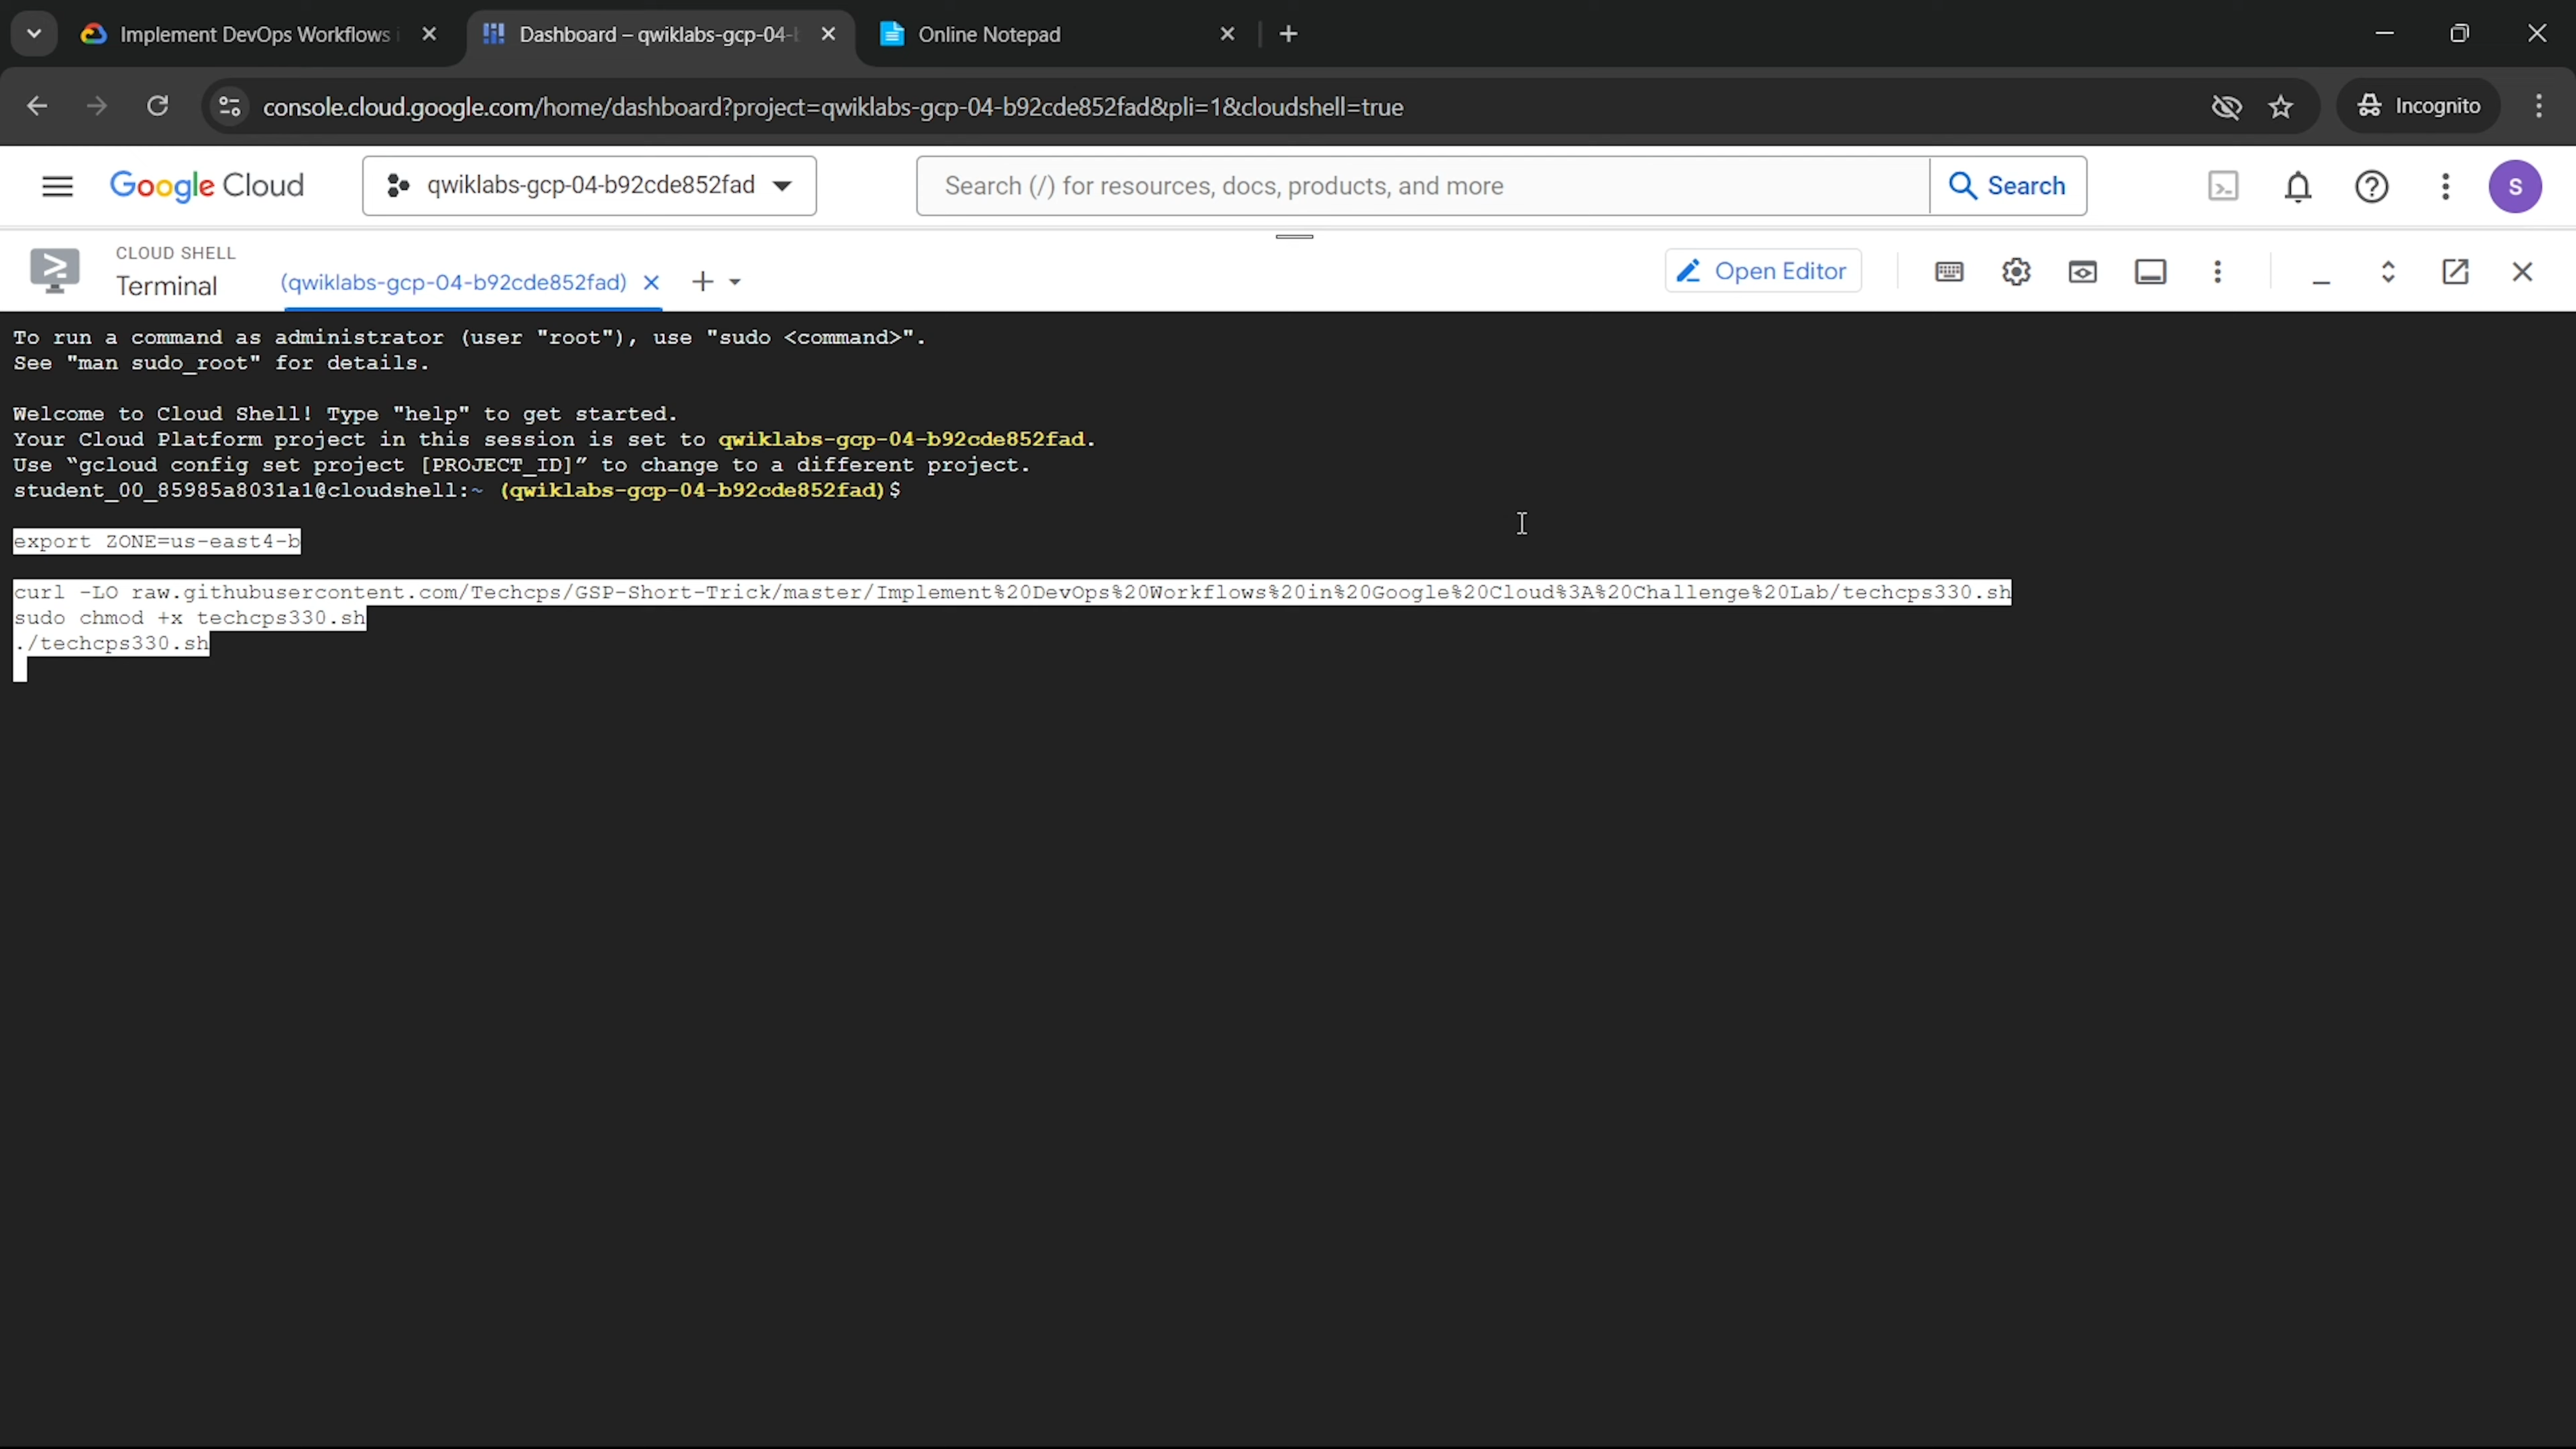 Implement DevOps Workflows i
Dashboard – qwiklabs-gcp-04-b
Online Notepad
console.cloud.google.com/home/dashboard?project=qwiklabs-gcp-04-b92cde852fad&pli=1&cloudshell=true
Incognito
Google Cloud
qwiklabs-gcp-04-b92cde852fad
Search (/) for resources, docs, products, and more
Search
S
CLOUD SHELL
Terminal
(qwiklabs-gcp-04-b92cde852fad)
Open Editor
To run a command as administrator (user "root"), use "sudo <command>".
See "man sudo_root" for details.
Welcome to Cloud Shell! Type "help" to get started.
Your Cloud Platform project in this session is set to qwiklabs-gcp-04-b92cde852fad.
Use “gcloud config set project [PROJECT_ID]” to change to a different project.
student_00_85985a8031a1@cloudshell:~ (qwiklabs-gcp-04-b92cde852fad)$
export ZONE=us-east4-b
curl -LO raw.githubusercontent.com/Techcps/GSP-Short-Trick/master/Implement%20DevOps%20Workflows%20in%20Google%20Cloud%3A%20Challenge%20Lab/techcps330.sh
sudo chmod +x techcps330.sh
./techcps330.sh